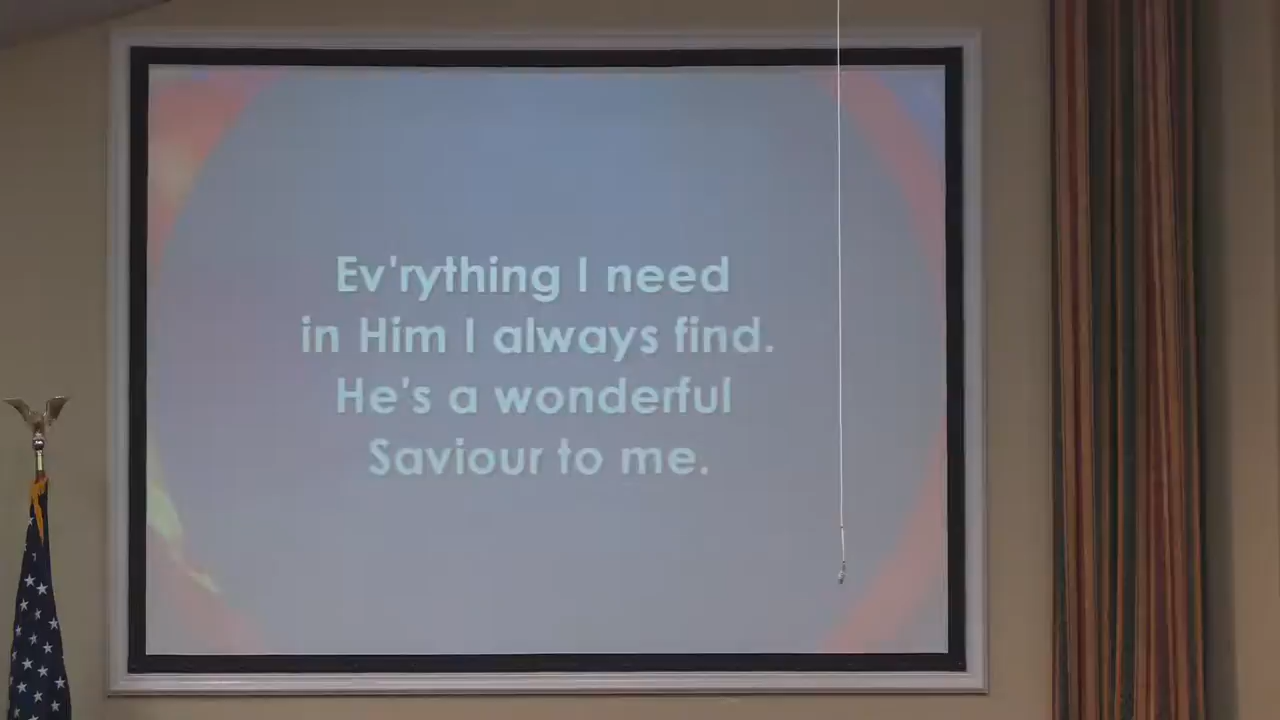 Ev'rything I need
in Him I always find.
He's a wonderful
Saviour to me.